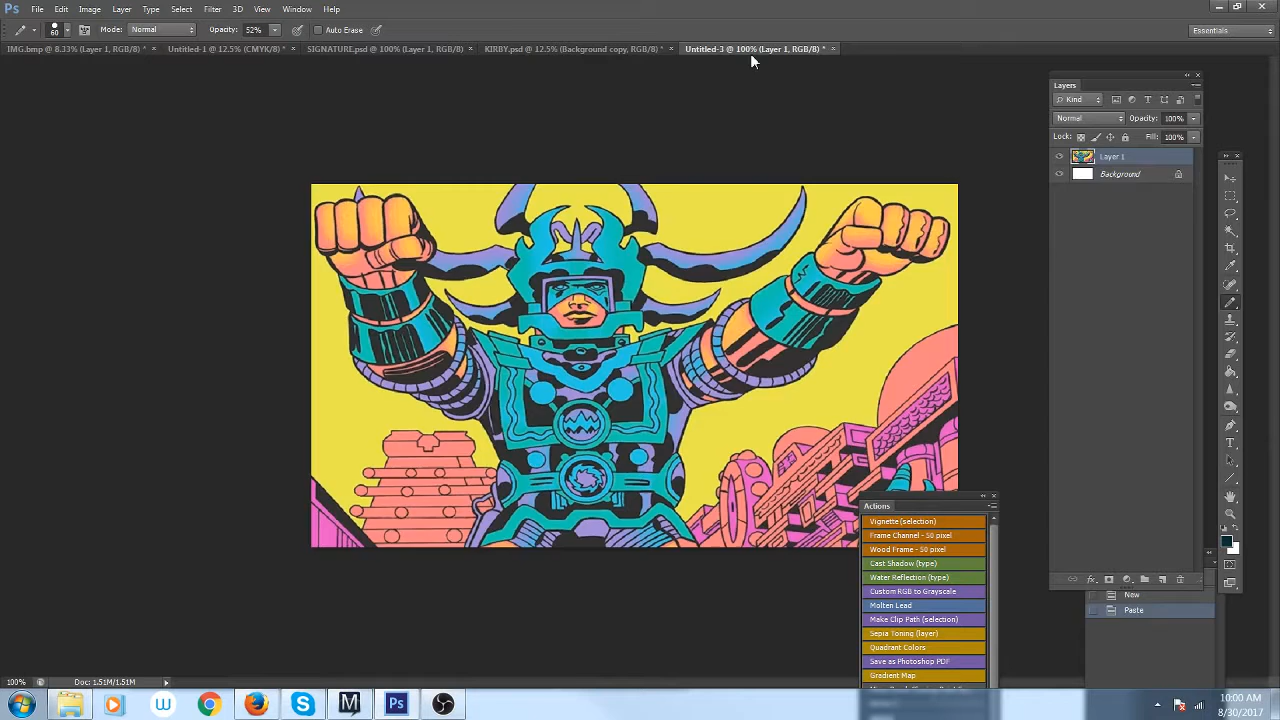 Ps File Edit Image Layer Type Select Filter 3D View Window Help
60 Mode: Normal Opacity: 52% Auto Erase Essentials
IMG.bmp @ 8.33% (Layer 1, RGB/8) * × Untitled-1 @ 12.5% (CMYK/8) * × SIGNATURE.psd @ 100% (Layer 1, RGB/8) × KIRBY.psd @ 12.5% (Background copy, RGB/8) * × Untitled-3 @ 100% (Layer 1, RGB/8) * ×
Layers
Kind
Normal Opacity: 100%
Lock: Fill: 100%
Layer 1
Background
Actions
Vignette (selection)
Frame Channel - 50 pixel
Wood Frame - 50 pixel
Cast Shadow (type)
Water Reflection (type)
Custom RGB to Grayscale
Molten Lead
Make Clip Path (selection)
Sepia Toning (layer)
Quadrant Colors
Save as Photoshop PDF
Gradient Map
New
Paste
100% Doc: 1.51M/1.51M
10:00 AM
8/30/2017